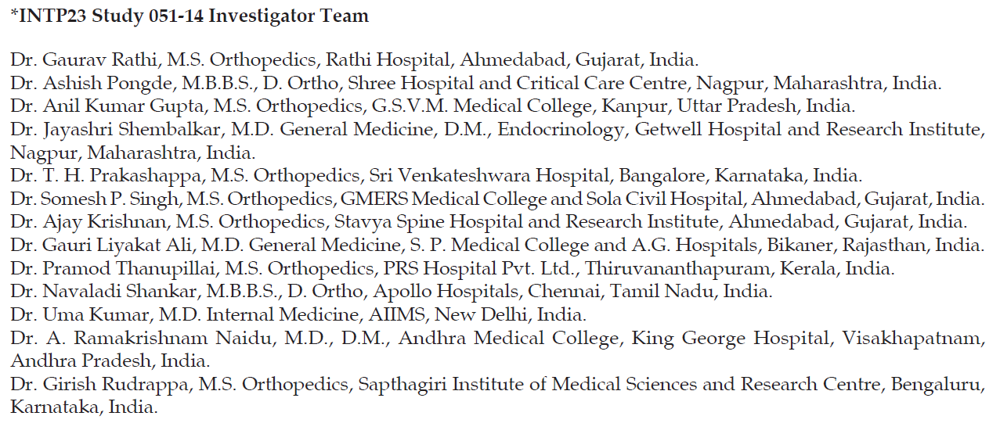 *INTP23 Study 051-14 Investigator Team
Dr. Gaurav Rathi, M.S. Orthopedics, Rathi Hospital, Ahmedabad, Gujarat, India.
Dr. Ashish Pongde, M.B.B.S., D. Ortho, Shree Hospital and Critical Care Centre, Nagpur, Maharashtra, India.
Dr. Anil Kumar Gupta, M.S. Orthopedics, G.S.V.M. Medical College, Kanpur, Uttar Pradesh, India.
Dr. Jayashri Shembalkar, M.D. General Medicine, D.M., Endocrinology, Getwell Hospital and Research Institute,
Nagpur, Maharashtra, India.
Dr. T. H. Prakashappa, M.S. Orthopedics, Sri Venkateshwara Hospital, Bangalore, Karnataka, India.
Dr. Somesh P. Singh, M.S. Orthopedics, GMERS Medical College and Sola Civil Hospital, Ahmedabad, Gujarat, India.
Dr. Ajay Krishnan, M.S. Orthopedics, Stavya Spine Hospital and Research Institute, Ahmedabad, Gujarat, India.
Dr. Gauri Liyakat Ali, M.D. General Medicine, S. P. Medical College and A.G. Hospitals, Bikaner, Rajasthan, India.
Dr. Pramod Thanupillai, M.S. Orthopedics, PRS Hospital Pvt. Ltd., Thiruvananthapuram, Kerala, India.
Dr. Navaladi Shankar, M.B.B.S., D. Ortho, Apollo Hospitals, Chennai, Tamil Nadu, India.
Dr. Uma Kumar, M.D. Internal Medicine, AIIMS, New Delhi, India.
Dr. A. Ramakrishnam Naidu, M.D., D.M., Andhra Medical College, King George Hospital, Visakhapatnam,
Andhra Pradesh, India.
Dr. Girish Rudrappa, M.S. Orthopedics, Sapthagiri Institute of Medical Sciences and Research Centre, Bengaluru,
Karnataka, India.